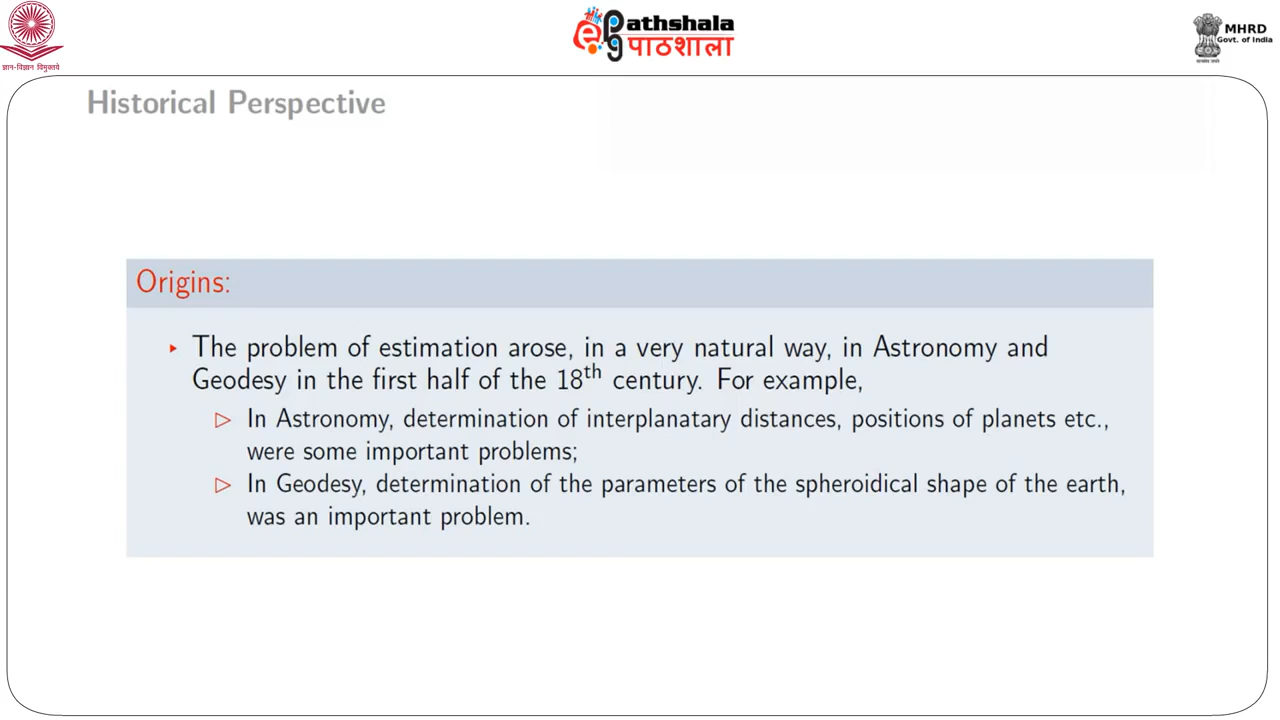 ज्ञान-विज्ञान विमुक्तये
e pg Pathshala
पाठशाला
MHRD
Govt. of India
Historical Perspective
Origins:
The problem of estimation arose, in a very natural way, in Astronomy and
Geodesy in the first half of the 18th century. For example,
In Astronomy, determination of interplanatary distances, positions of planets etc.,
were some important problems;
In Geodesy, determination of the parameters of the spheroidical shape of the earth,
was an important problem.